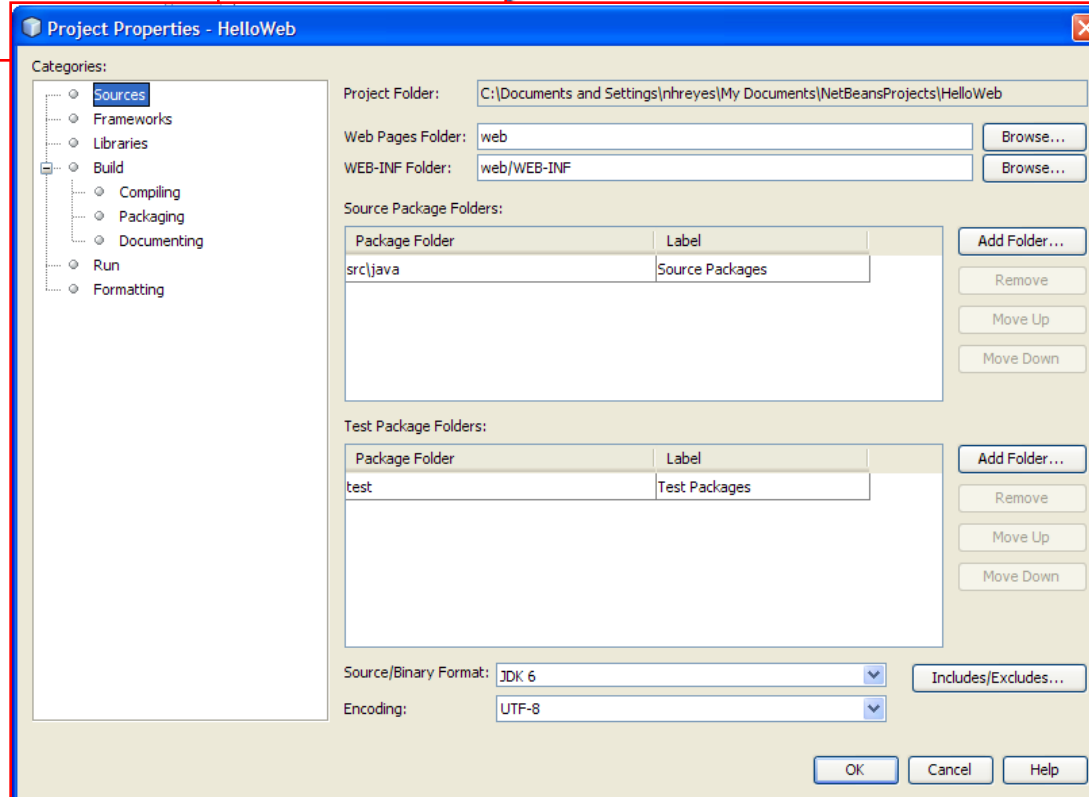 Project Properties - HelloWeb
Categories:
Sources
Frameworks
Libraries
Build
Compiling
Packaging
Documenting
Run
Formatting
Project Folder: C:\Documents and Settings\nhreyes\My Documents\NetBeansProjects\HelloWeb
Web Pages Folder: web Browse...
WEB-INF Folder: web/WEB-INF Browse...
Source Package Folders:
Package Folder Label Add Folder...
src\java Source Packages
Remove
Move Up
Move Down
Test Package Folders:
Package Folder Label Add Folder...
test Test Packages
Remove
Move Up
Move Down
Source/Binary Format: JDK 6 Includes/Excludes...
Encoding: UTF-8
OK Cancel Help